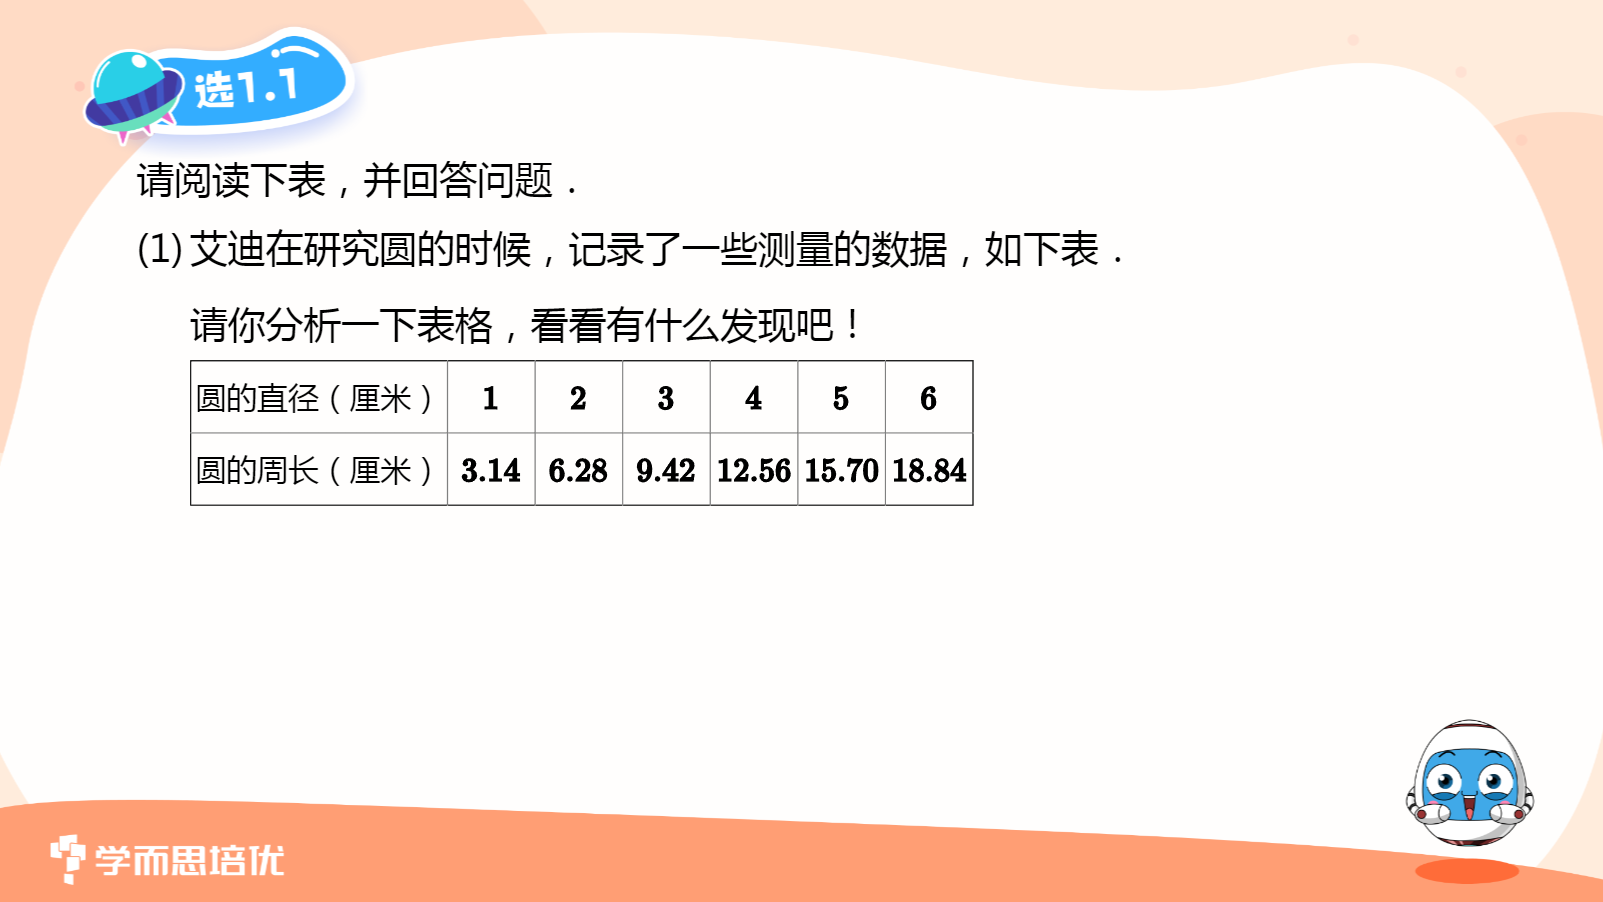 选1.1
请阅读下表，并回答问题．
(1)艾迪在研究圆的时候，记录了一些测量的数据，如下表．
请你分析一下表格，看看有什么发现吧！
圆的直径（厘米） 1 2 3 4 5 6
圆的周长（厘米） 3.14 6.28 9.42 12.56 15.70 18.84
学而思培优